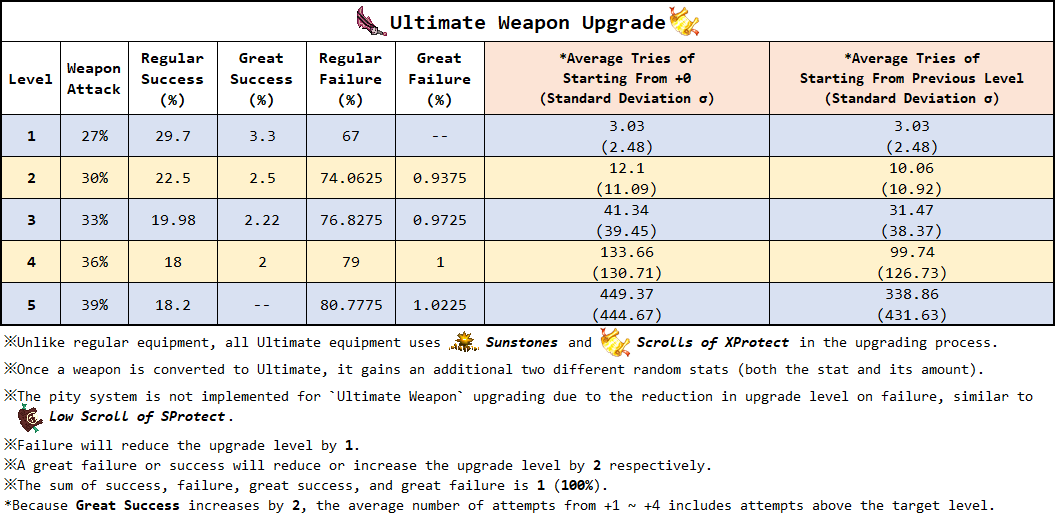 Ultimate Weapon Upgrade
Level
Weapon Attack
Regular Success (%)
Great Success (%)
Regular Failure (%)
Great Failure (%)
*Average Tries of Starting From +0 (Standard Deviation σ)
*Average Tries of Starting From Previous Level (Standard Deviation σ)
1 27% 29.7 3.3 67 -- 3.03 (2.48) 3.03 (2.48)
2 30% 22.5 2.5 74.0625 0.9375 12.1 (11.09) 10.06 (10.92)
3 33% 19.98 2.22 76.8275 0.9725 41.34 (39.45) 31.47 (38.37)
4 36% 18 2 79 1 133.66 (130.71) 99.74 (126.73)
5 39% 18.2 -- 80.7775 1.0225 449.37 (444.67) 338.86 (431.63)
※Unlike regular equipment, all Ultimate equipment uses Sunstones and Scrolls of XProtect in the upgrading process.
※Once a weapon is converted to Ultimate, it gains an additional two different random stats (both the stat and its amount).
※The pity system is not implemented for `Ultimate Weapon` upgrading due to the reduction in upgrade level on failure, similar to
Low Scroll of SProtect.
※Failure will reduce the upgrade level by 1.
※A great failure or success will reduce or increase the upgrade level by 2 respectively.
※The sum of success, failure, great success, and great failure is 1 (100%).
*Because Great Success increases by 2, the average number of attempts from +1 ~ +4 includes attempts above the target level.